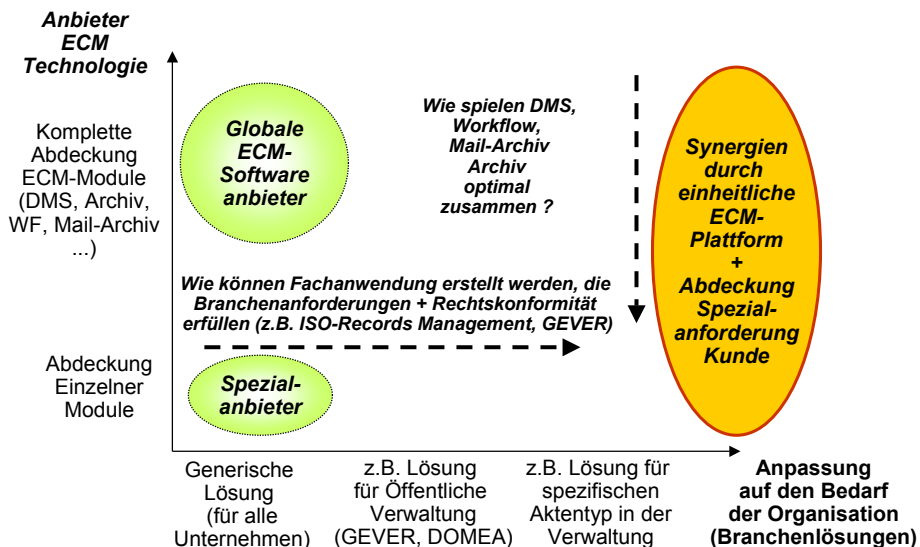 Anbieter
ECM
Technologie
Komplette
Abdeckung
ECM-Module
(DMS, Archiv,
WF, Mail-Archiv
...)
Globale
ECM-
Software
anbieter
Wie spielen DMS,
Workflow,
Mail-Archiv
Archiv
optimal
zusammen ?
Synergien
durch
einheitliche
ECM-
Plattform
+
Abdeckung
Spezial-
anforderung
Kunde
Wie können Fachanwendung erstellt werden, die
Branchenanforderungen + Rechtskonformität
erfüllen (z.B. ISO-Records Management, GEVER)
Abdeckung
Einzelner
Module
Spezial-
anbieter
Generische
Lösung
(für alle
Unternehmen)
z.B. Lösung
für Öffentliche
Verwaltung
(GEVER, DOMEA)
z.B. Lösung für
spezifischen
Aktentyp in der
Verwaltung
Anpassung
auf den Bedarf
der Organisation
(Branchenlösungen)